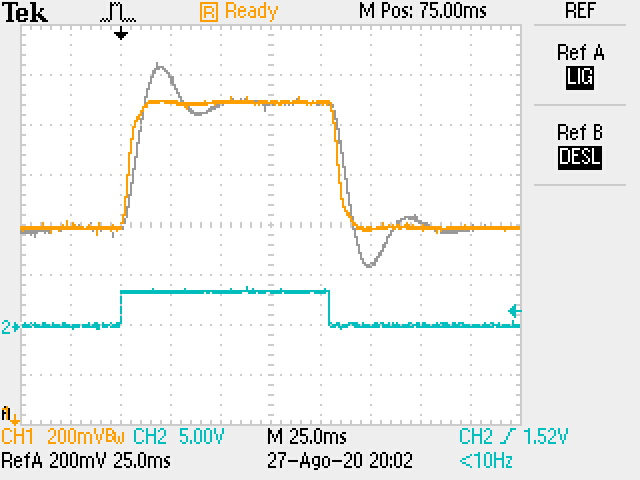 Tek R Ready M Pos: 75.00ms REF
Ref A
LIG
Ref B
DESL
2
A
CH1 200mVBw CH2 5.00V M 25.0ms CH2 / 1.52V
RefA 200mV 25.0ms 27-Ago-20 20:02 <10Hz